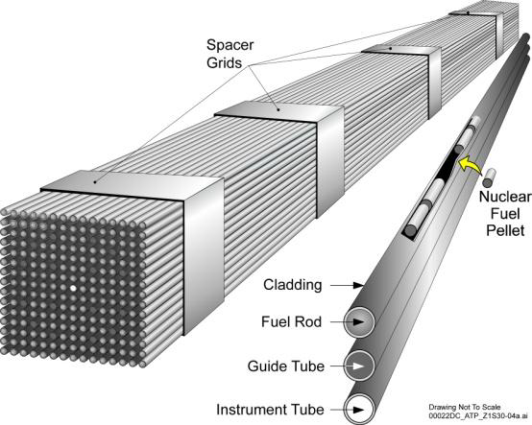 Spacer
Grids
Nuclear
Fuel
Pellet
Cladding
Fuel Rod
Guide Tube
Instrument Tube
Drawing Not To Scale
00022DC_ATP_Z1S30-04a.ai